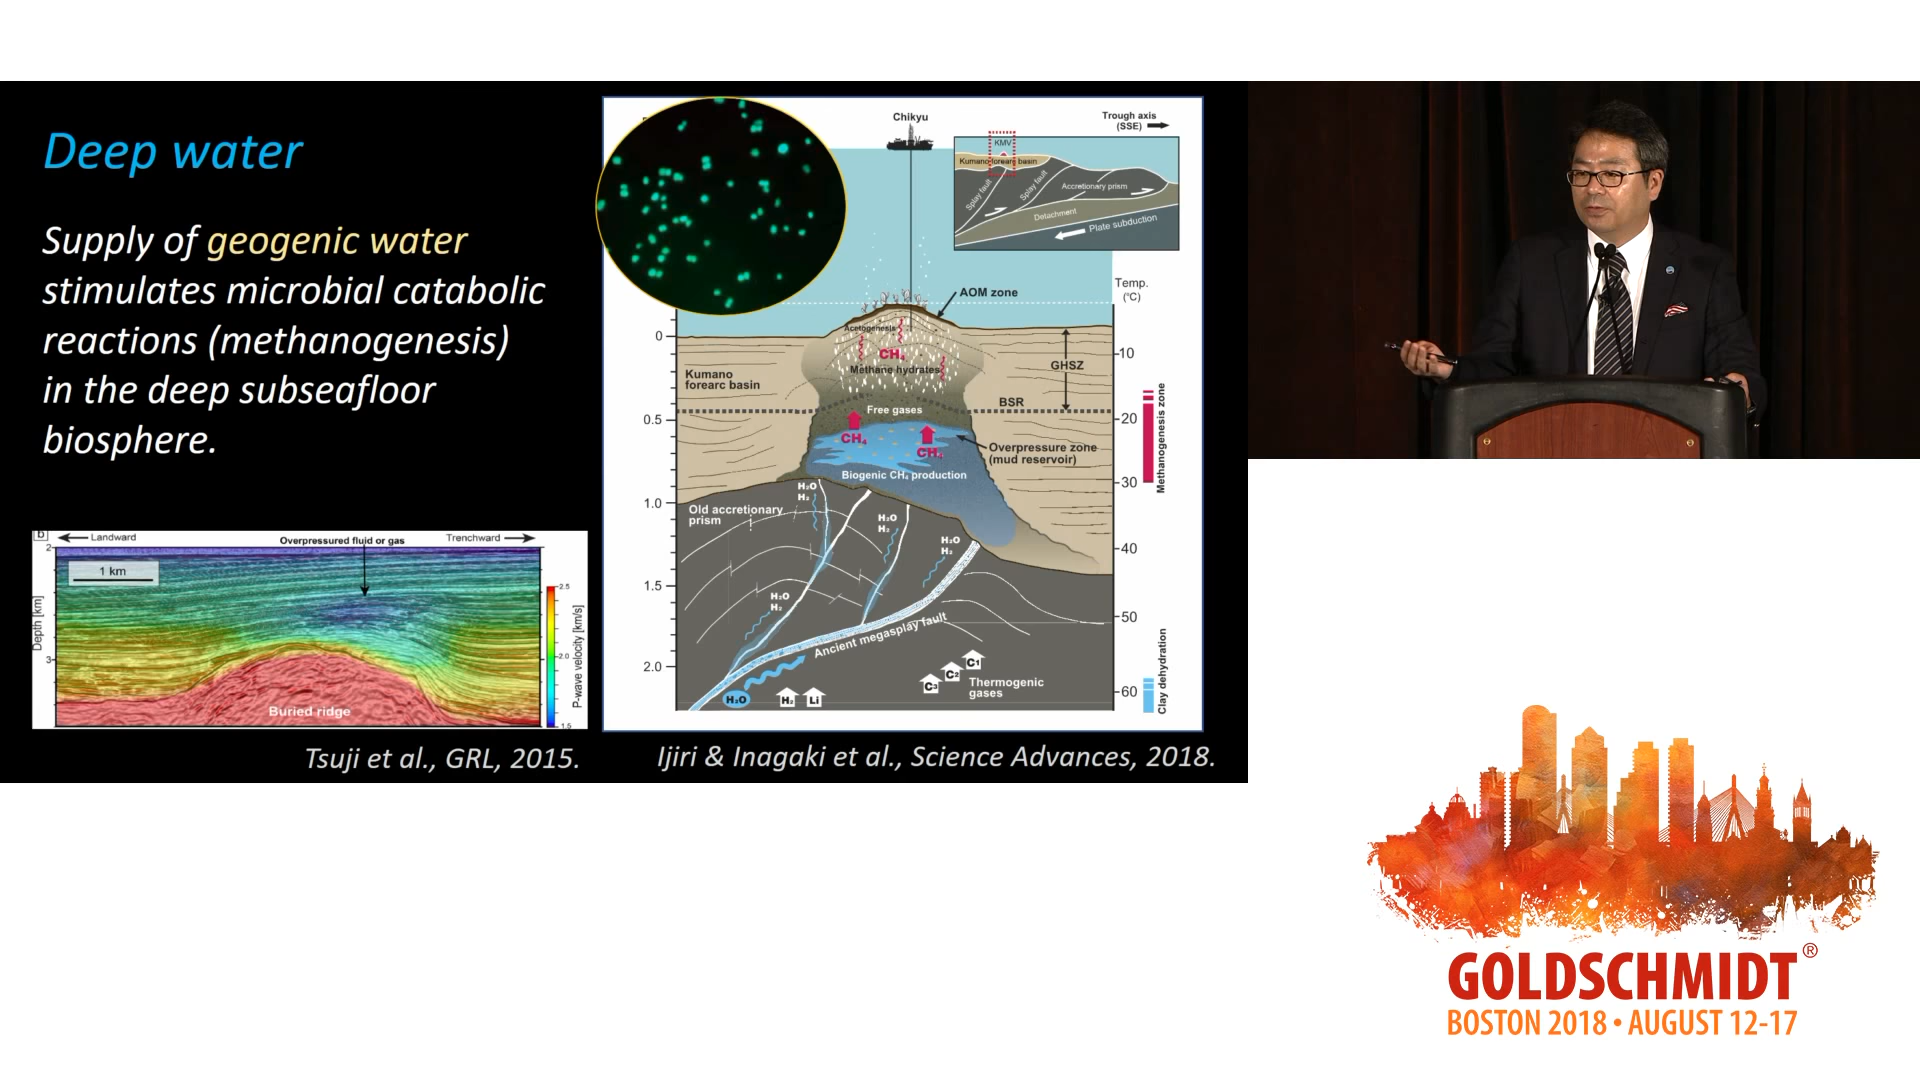 Deep water
Supply of geogenic water
stimulates microbial catabolic
reactions (methanogenesis)
in the deep subseafloor
biosphere.
b
Landward
Overpressured fluid or gas
Trenchward
1 km
2
3
Depth [km]
Buried ridge
2.5
2.0
1.5
P-wave velocity [km/s]
Tsuji et al., GRL, 2015.
Chikyu
Trough axis
(SSE)
KMV
Kumano forearc basin
Splay fault
Splay fault
Accretionary prism
Detachment
Plate subduction
Temp.
(°C)
AOM zone
Acetogenesis
CH₄
Methane hydrates
Kumano
forearc basin
GHSZ
BSR
Free gases
CH₄
CH₄
Overpressure zone
(mud reservoir)
Biogenic CH₄ production
0
0.5
1.0
1.5
2.0
10
20
30
40
50
60
Methanogenesis zone
Clay dehydration
Old accretionary
prism
H₂O
H₂
H₂O
H₂
H₂O
H₂
H₂O
H₂
Ancient megasplay fault
H₂O
H₂
Li
C₃
C₂
C₁
Thermogenic
gases
Ijiri & Inagaki et al., Science Advances, 2018.
GOLDSCHMIDT®
BOSTON 2018 • AUGUST 12-17